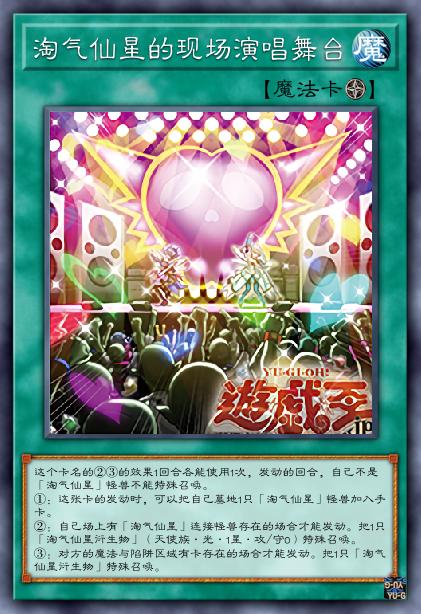 淘气仙星的现场演唱舞台 魔
【魔法卡】
YU-GI-OH!
遊戯王
.jp
这个卡名的②③的效果1回合各能使用1次，发动的回合，自己不是
「淘气仙星」怪兽不能特殊召唤。
①：这张卡的发动时，可以把自己墓地1只「淘气仙星」怪兽加入手
卡。
②：自己场上有「淘气仙星」连接怪兽存在的场合才能发动。把1只
「淘气仙星衍生物」（天使族·光·1星·攻/守0）特殊召唤。
③：对方的魔法与陷阱区域有卡存在的场合才能发动。把1只「淘气
仙星衍生物」特殊召唤。